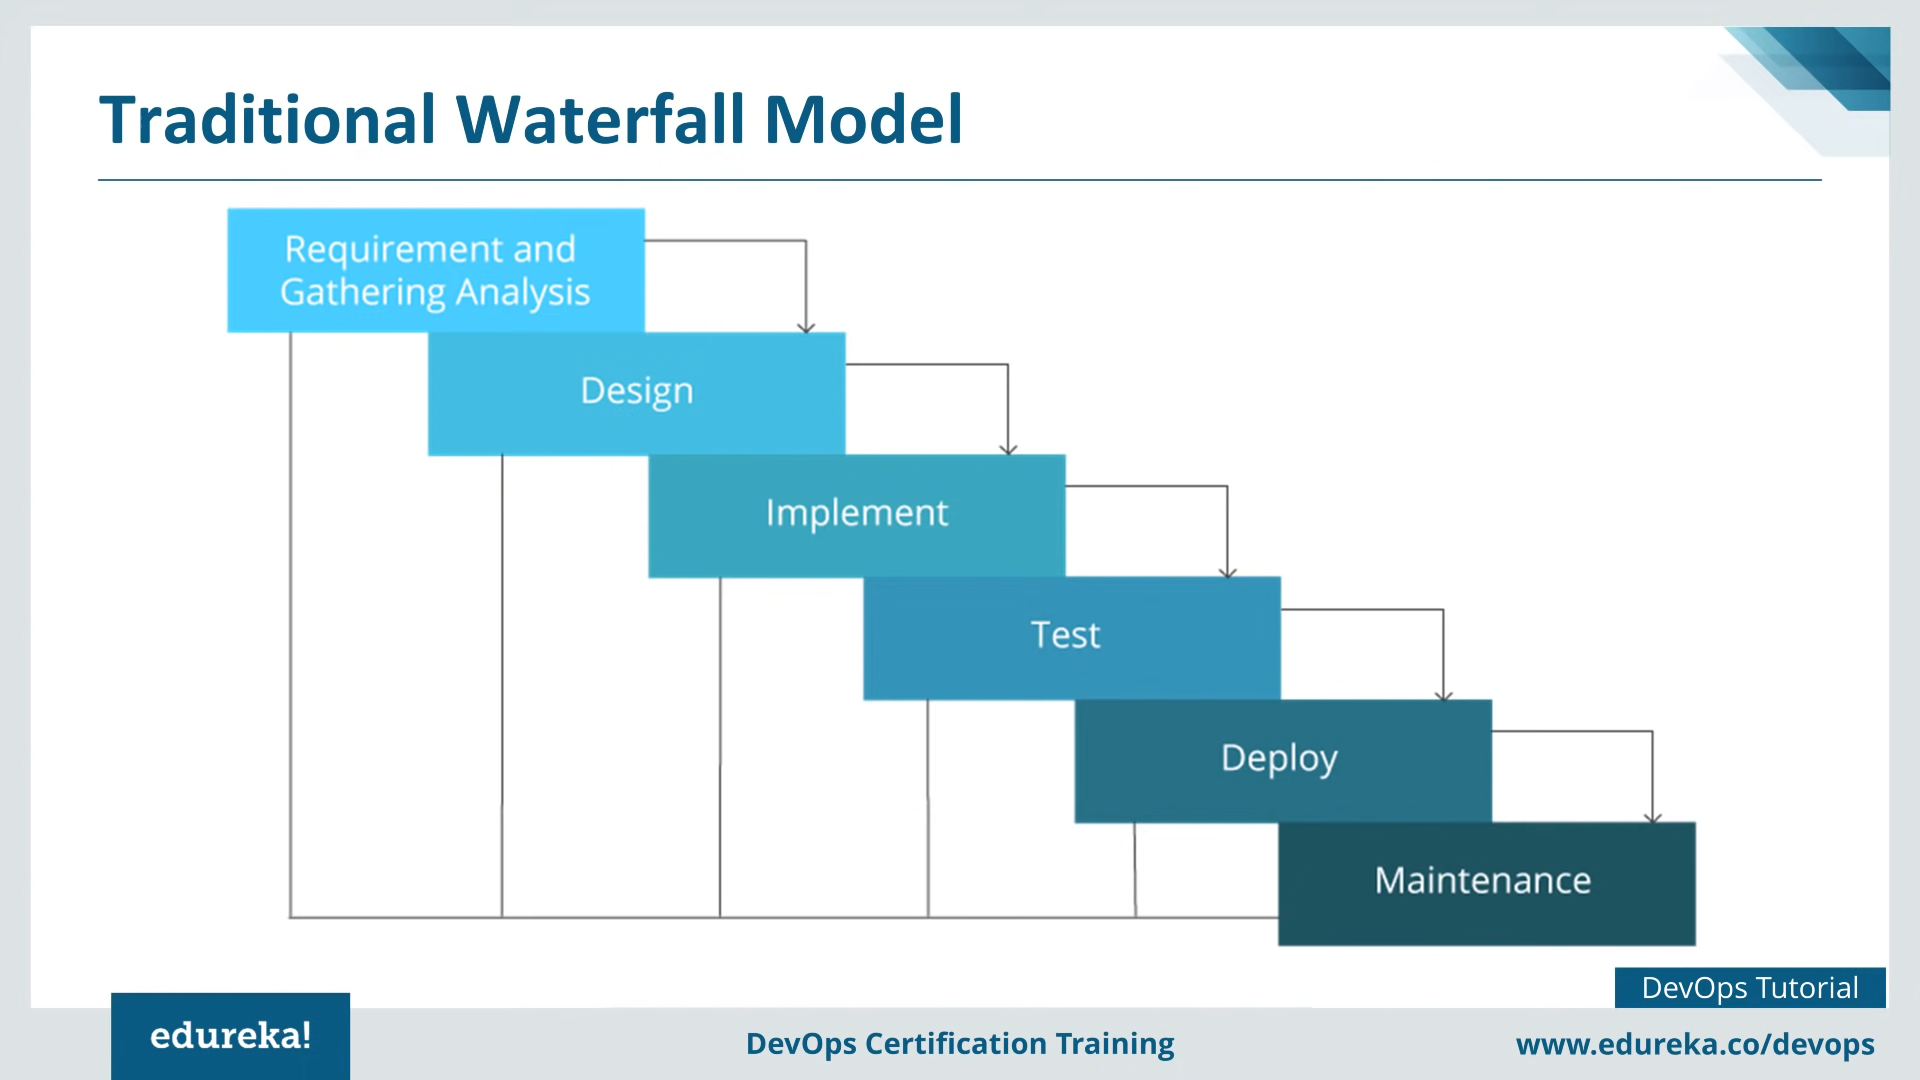 Traditional Waterfall Model
Requirement and
Gathering Analysis
Design
Implement
Test
Deploy
Maintenance
DevOps Tutorial
edureka!
DevOps Certification Training
www.edureka.co/devops